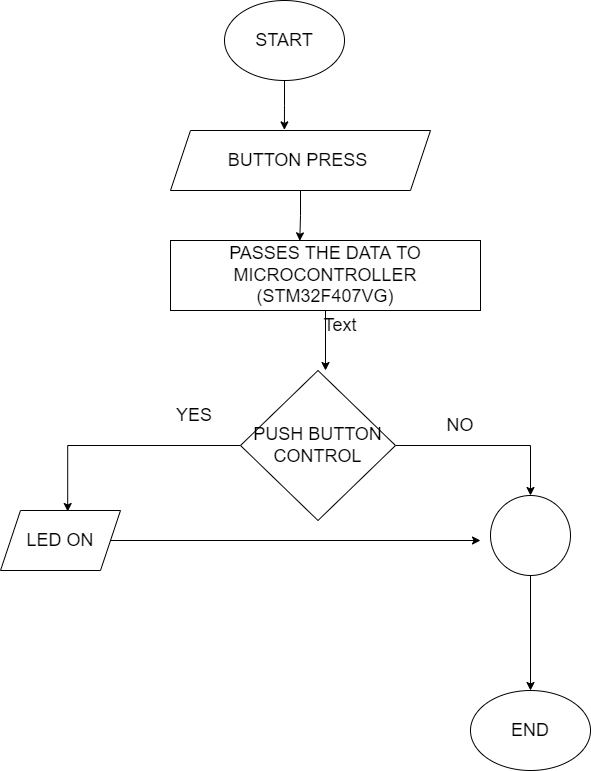 START
BUTTON PRESS
PASSES THE DATA TO
MICROCONTROLLER
(STM32F407VG)
Text
YES
NO
PUSH BUTTON
CONTROL
LED ON
END